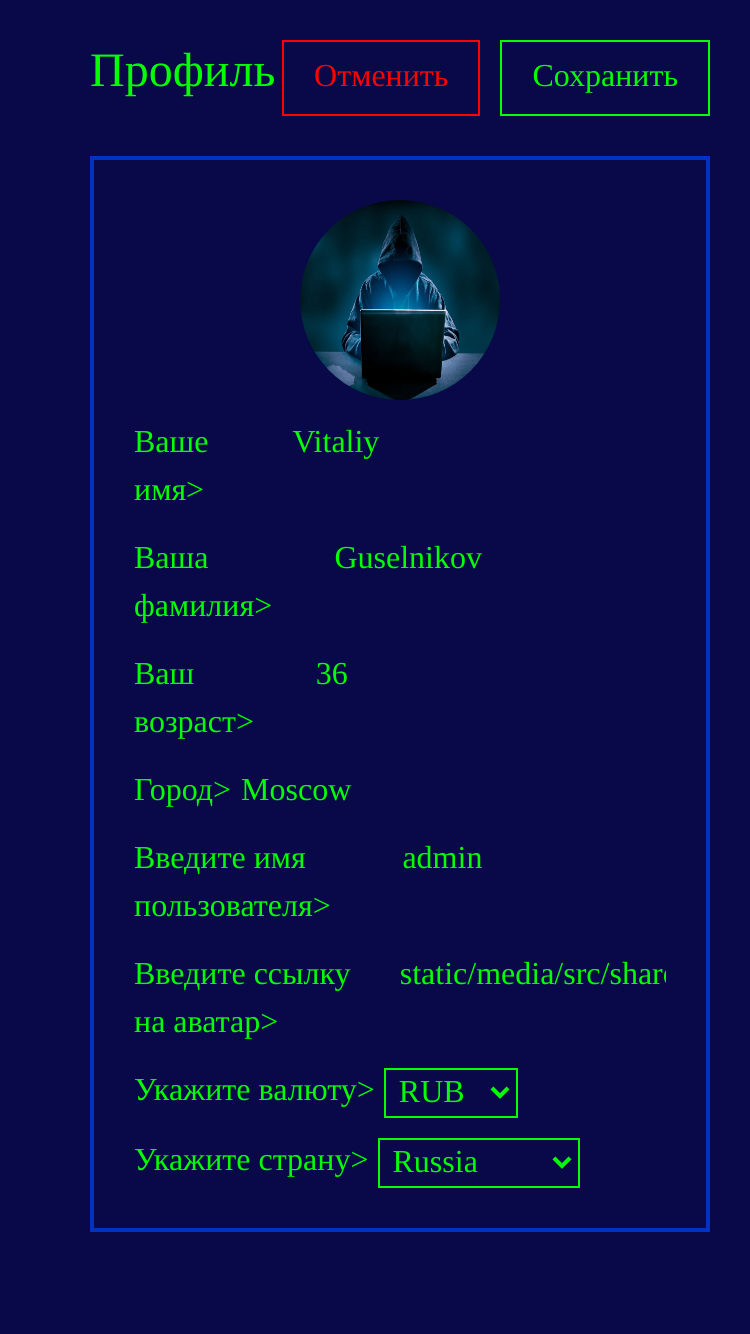 Профиль Отменить Сохранить
Ваше Vitaliy
имя>
Ваша Guselnikov
фамилия>
Ваш 36
возраст>
Город> Moscow
Введите имя admin
пользователя>
Введите ссылку static/media/src/share
на аватар>
Укажите валюту> RUB
Укажите страну> Russia